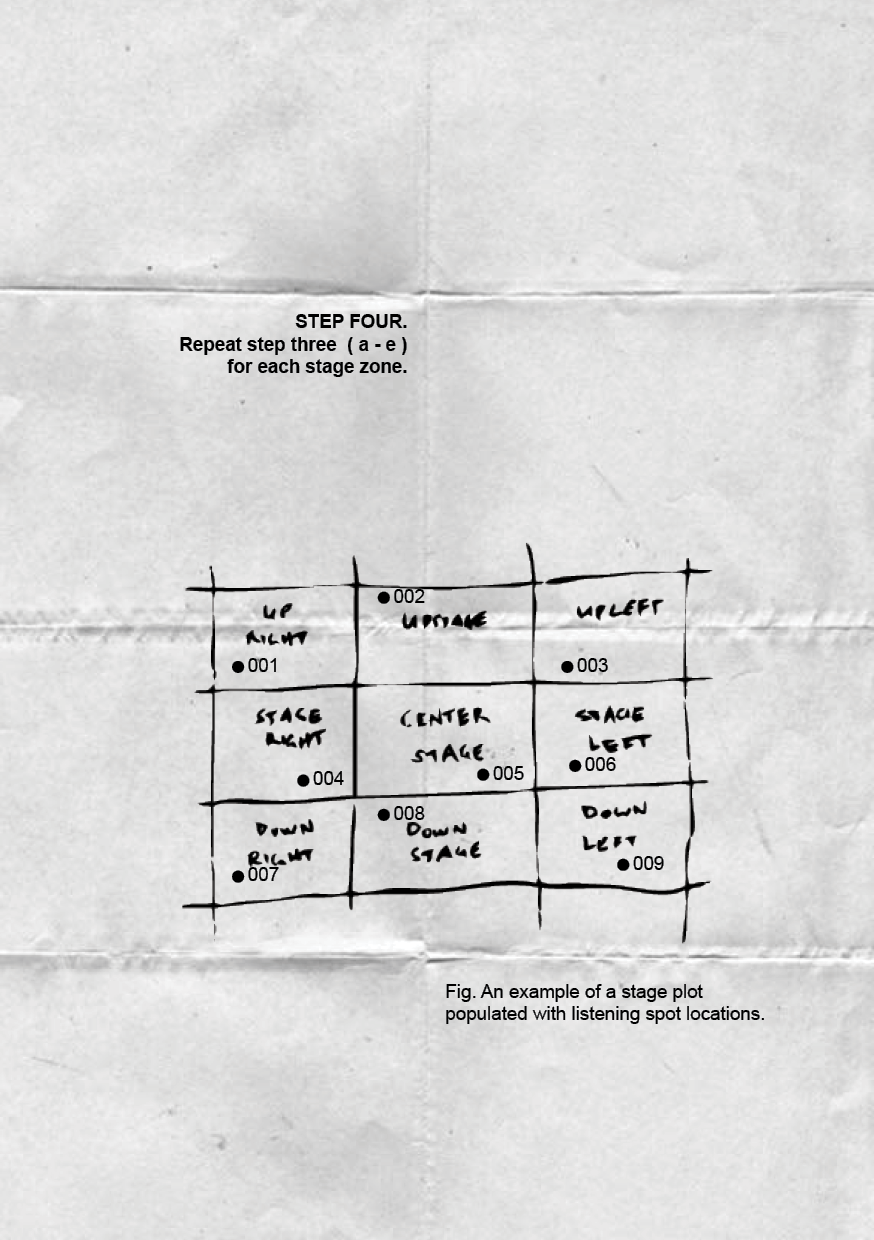 STEP FOUR.
Repeat step three ( a - e )
for each stage zone.
UP
RIGHT
001
002
UPSTAGE
UPLEFT
003
STAGE
RIGHT
004
CENTER
STAGE
005
STAGE
LEFT
006
DOWN
RIGHT
007
008
DOWN
STAGE
DOWN
LEFT
009
Fig. An example of a stage plot
populated with listening spot locations.